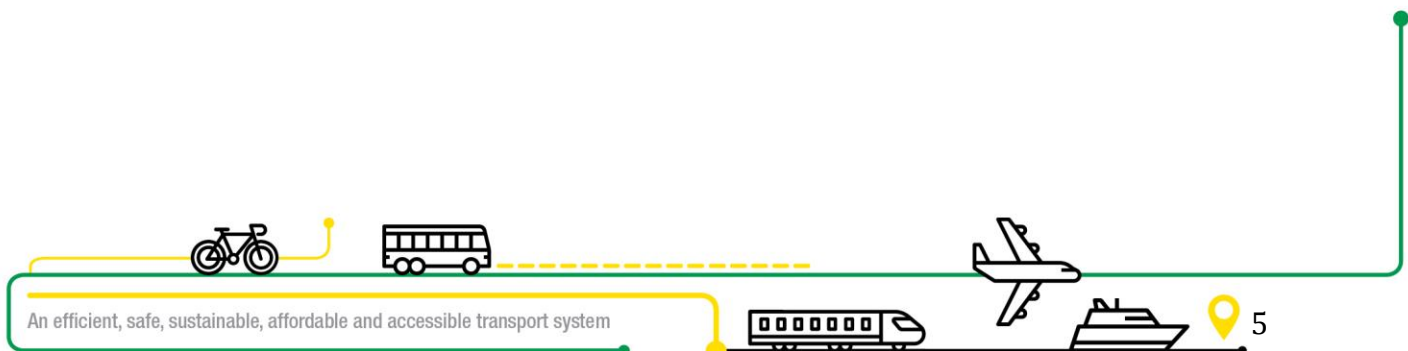 An efficient, safe, sustainable, affordable and accessible transport system
5